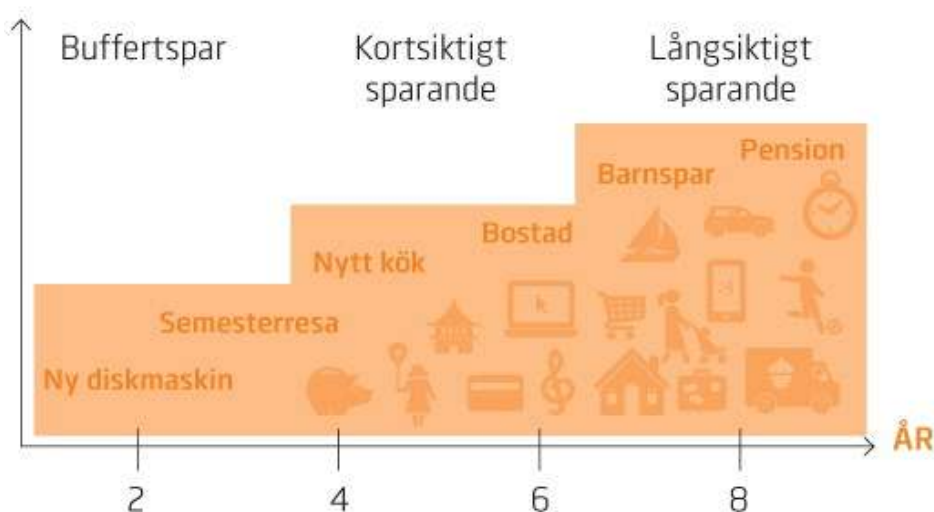 Buffertspar
Kortsiktigt
sparande
Långsiktigt
sparande
Pension
Barnspar
Bostad
Nytt kök
Semesterresa
Ny diskmaskin
ÅR
2 4 6 8